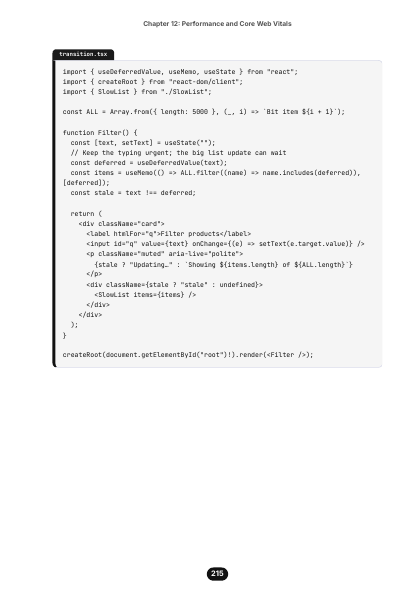 Chapter 12: Performance and Core Web Vitals
transition.tsx
import { useDeferredValue, useMemo, useState } from "react";
import { createRoot } from "react-dom/client";
import { SlowList } from "./SlowList";

const ALL = Array.from({ length: 5000 }, (_, i) => `Bit item ${i + 1}`);

function Filter() {
  const [text, setText] = useState("");
  // Keep the typing urgent; the big list update can wait
  const deferred = useDeferredValue(text);
  const items = useMemo(() => ALL.filter((name) => name.includes(deferred)),
[deferred]);
  const stale = text !== deferred;

  return (
    <div className="card">
      <label htmlFor="q">Filter products</label>
      <input id="q" value={text} onChange={(e) => setText(e.target.value)} />
      <p className="muted" aria-live="polite">
        {stale ? "Updating…" : `Showing ${items.length} of ${ALL.length}`}
      </p>
      <div className={stale ? "stale" : undefined}>
        <SlowList items={items} />
      </div>
    </div>
  );
}

createRoot(document.getElementById("root")!).render(<Filter />);
215